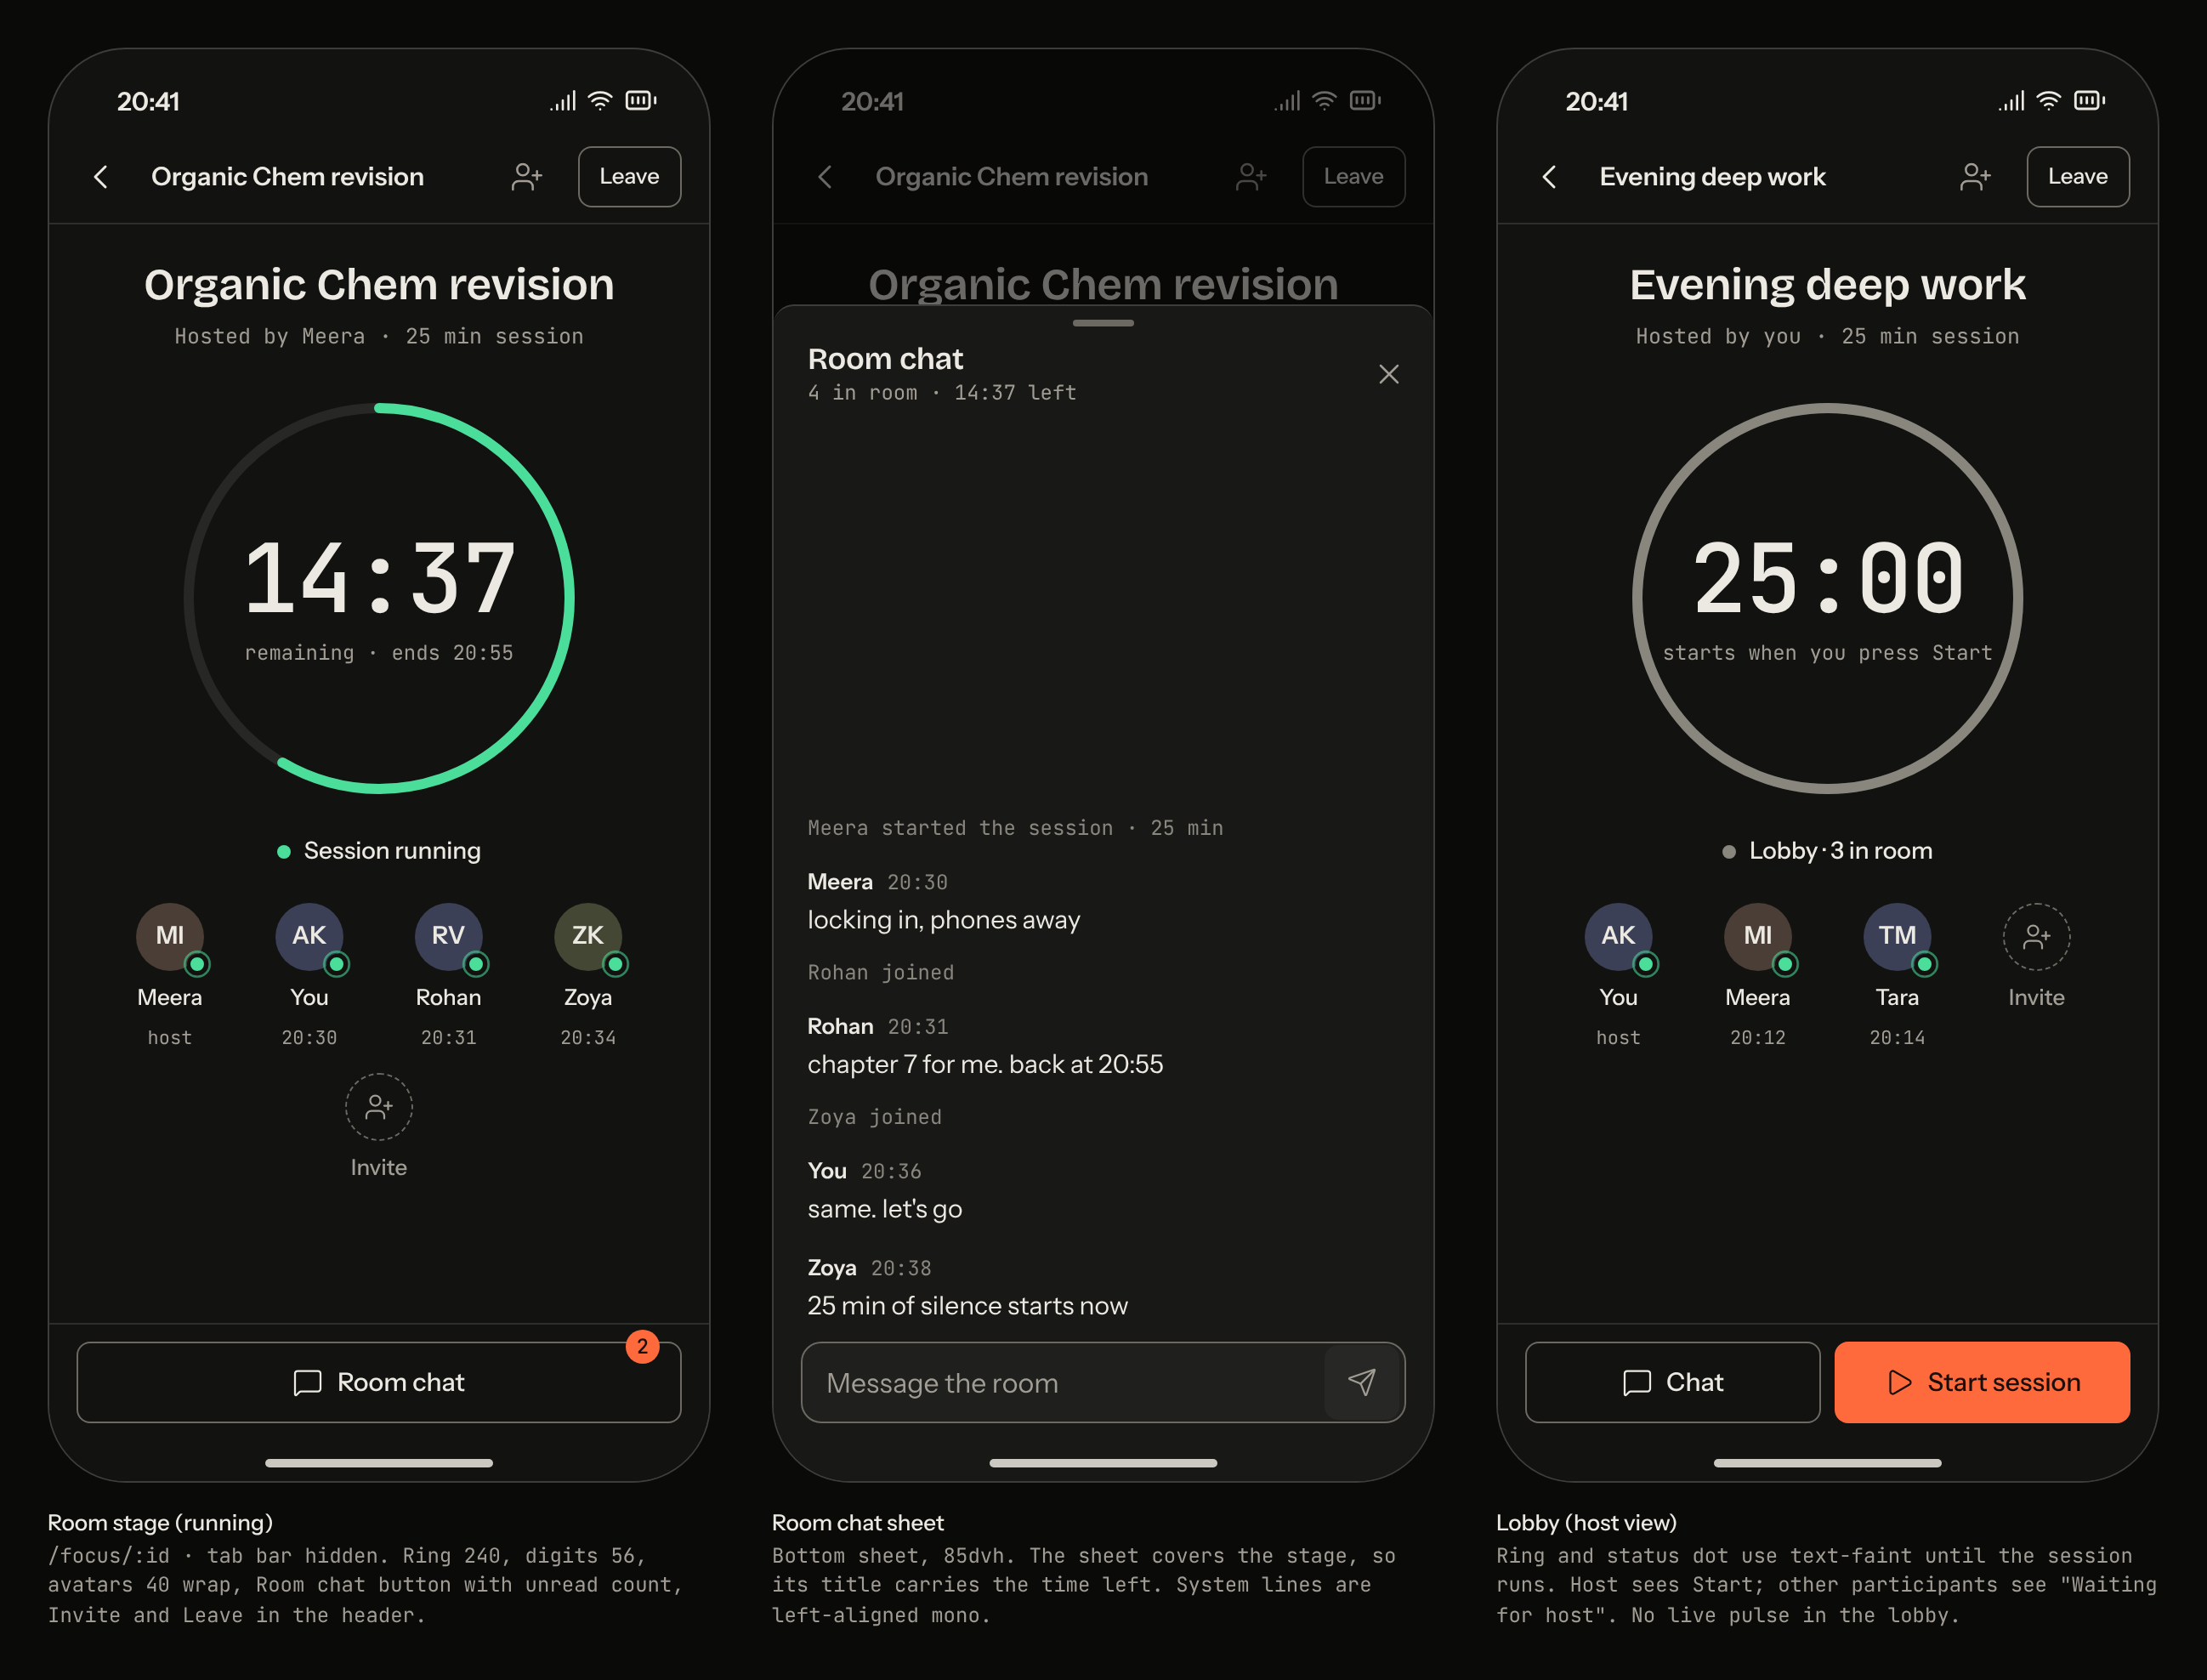 20:41
Organic Chem revision
Leave
Organic Chem revision
Hosted by Meera · 25 min session
14:37
remaining · ends 20:55
Session running
MI
AK
RV
ZK
Meera
You
Rohan
Zoya
host
20:30
20:31
20:34
Invite
2
Room chat
Room stage (running)
/focus/:id · tab bar hidden. Ring 240, digits 56,
avatars 40 wrap, Room chat button with unread count,
Invite and Leave in the header.
20:41
Organic Chem revision
Leave
Organic Chem revision
Room chat
4 in room · 14:37 left
Meera started the session · 25 min
Meera 20:30
locking in, phones away
Rohan joined
Rohan 20:31
chapter 7 for me. back at 20:55
Zoya joined
You 20:36
same. let's go
Zoya 20:38
25 min of silence starts now
Message the room
Room chat sheet
Bottom sheet, 85dvh. The sheet covers the stage, so
its title carries the time left. System lines are
left-aligned mono.
20:41
Evening deep work
Leave
Evening deep work
Hosted by you · 25 min session
25:00
starts when you press Start
Lobby · 3 in room
AK
MI
TM
You
Meera
Tara
Invite
host
20:12
20:14
Chat
Start session
Lobby (host view)
Ring and status dot use text-faint until the session
runs. Host sees Start; other participants see "Waiting
for host". No live pulse in the lobby.